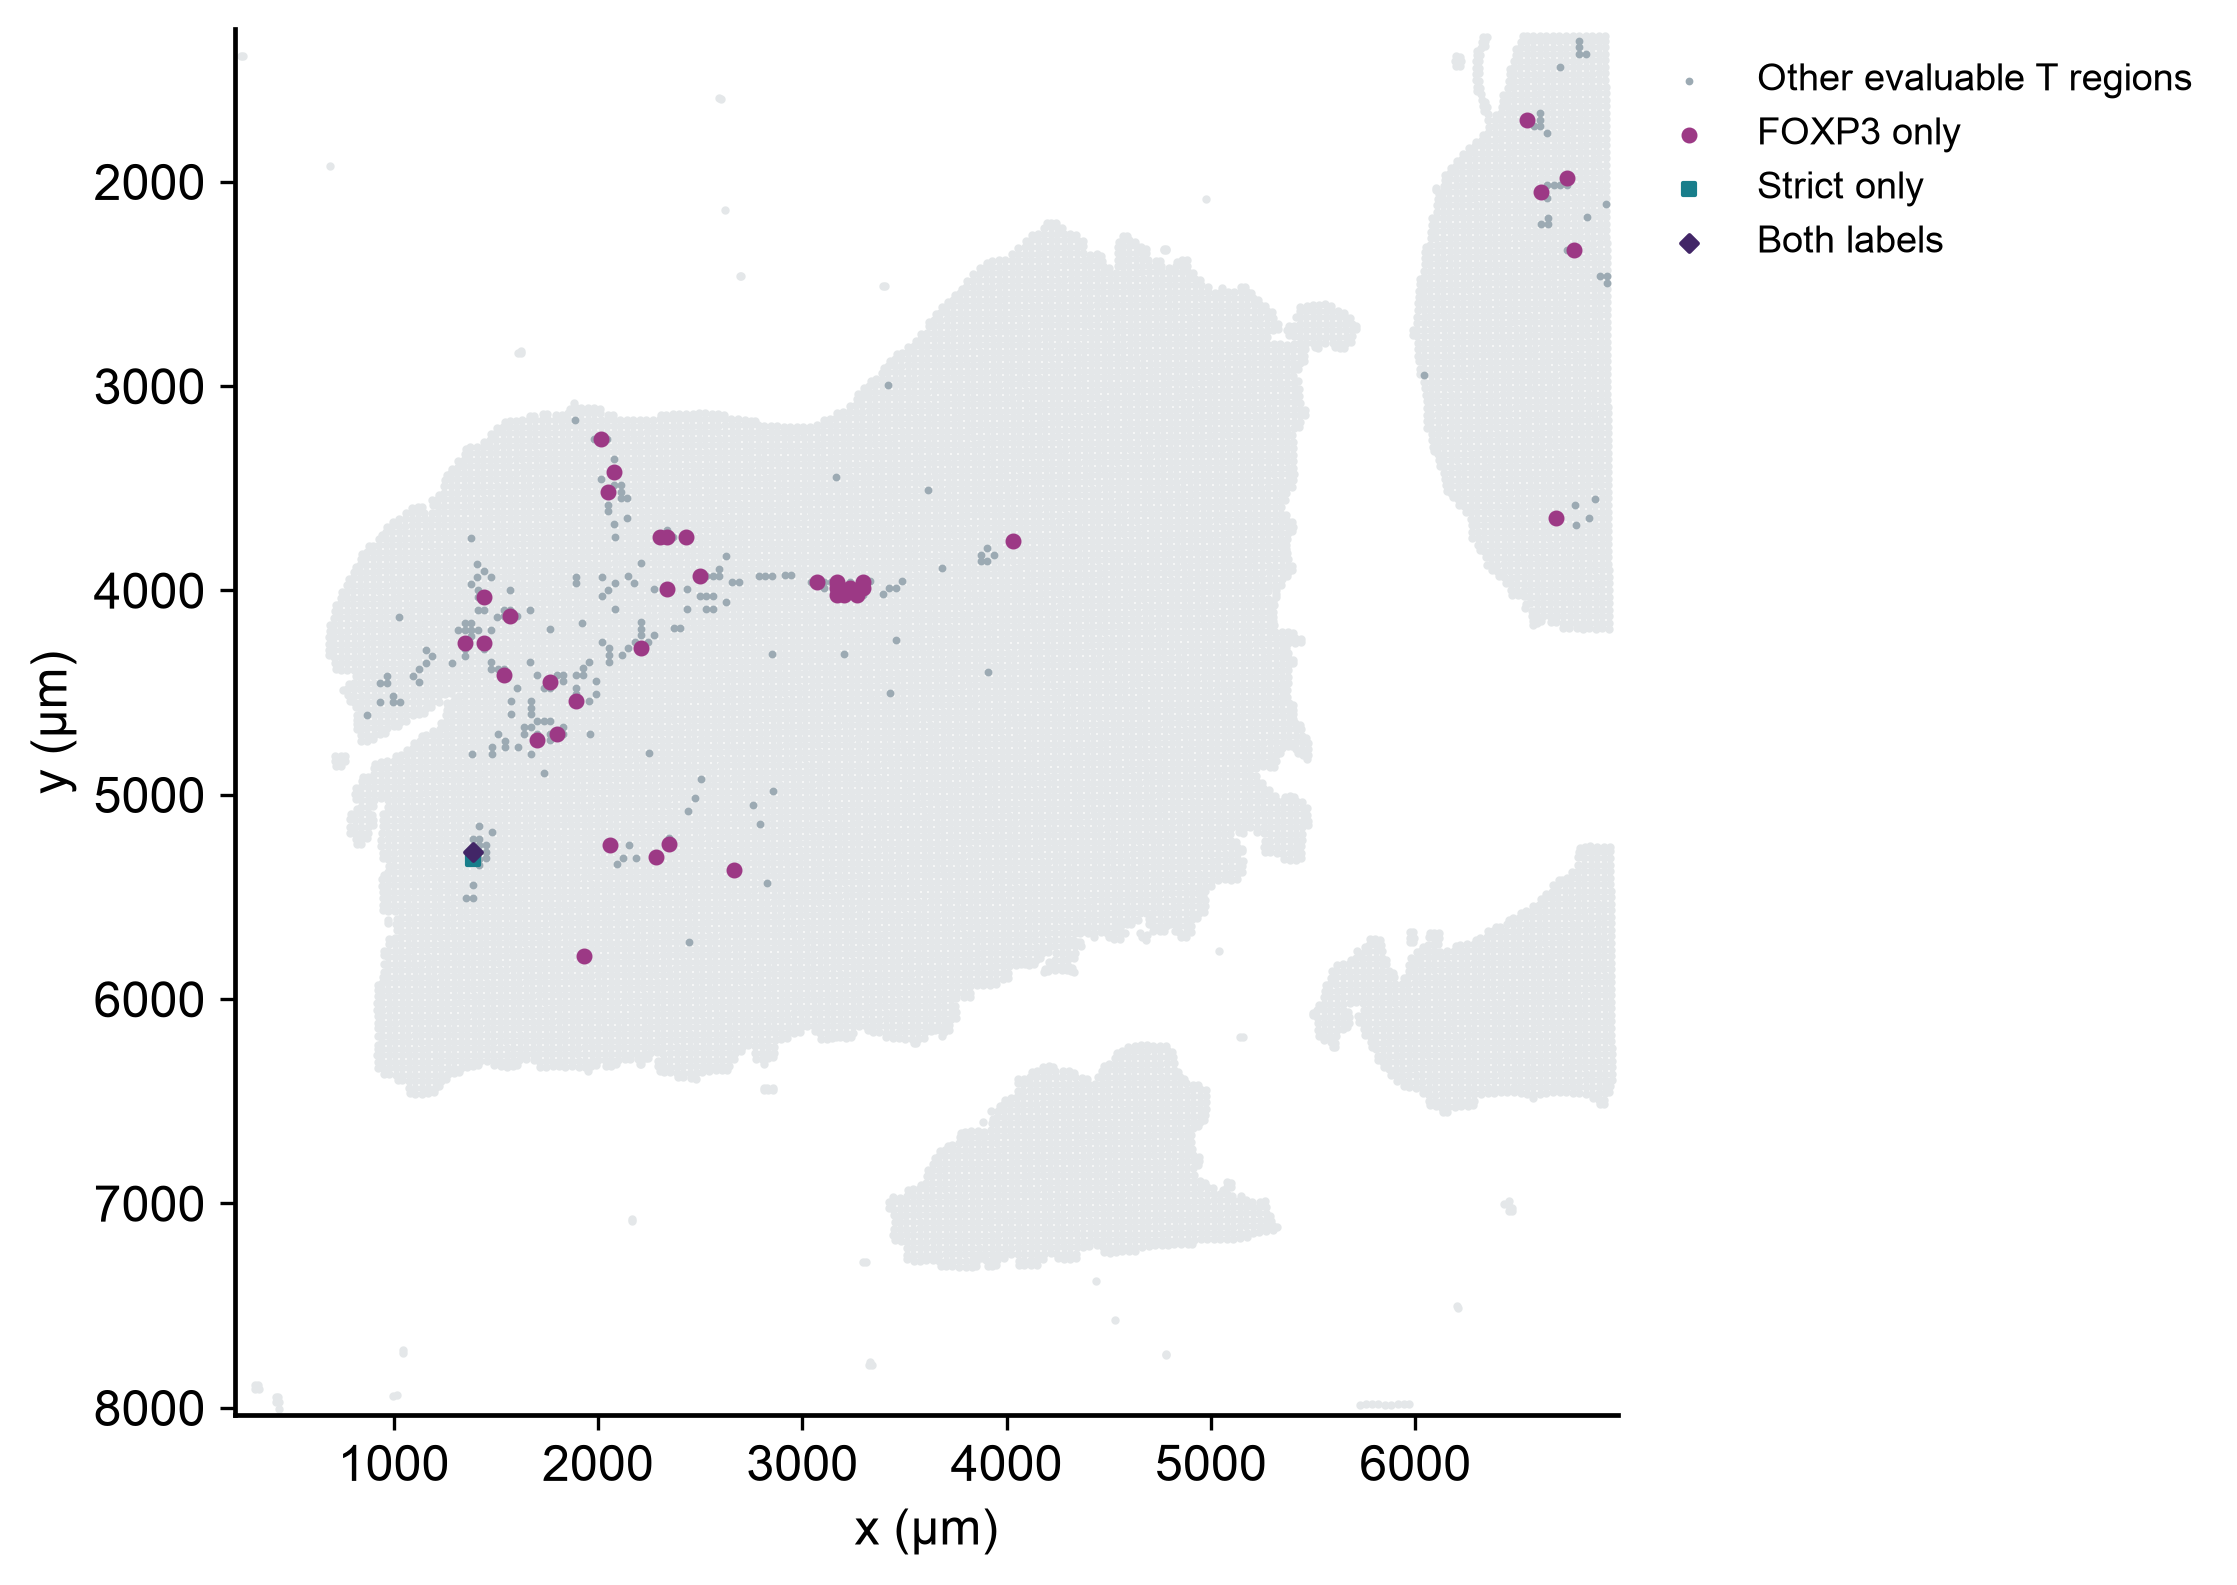 Other evaluable T regions
FOXP3 only
Strict only
Both labels
2000
3000
4000
5000
6000
7000
8000
y (µm)
1000 2000 3000 4000 5000 6000
x (µm)